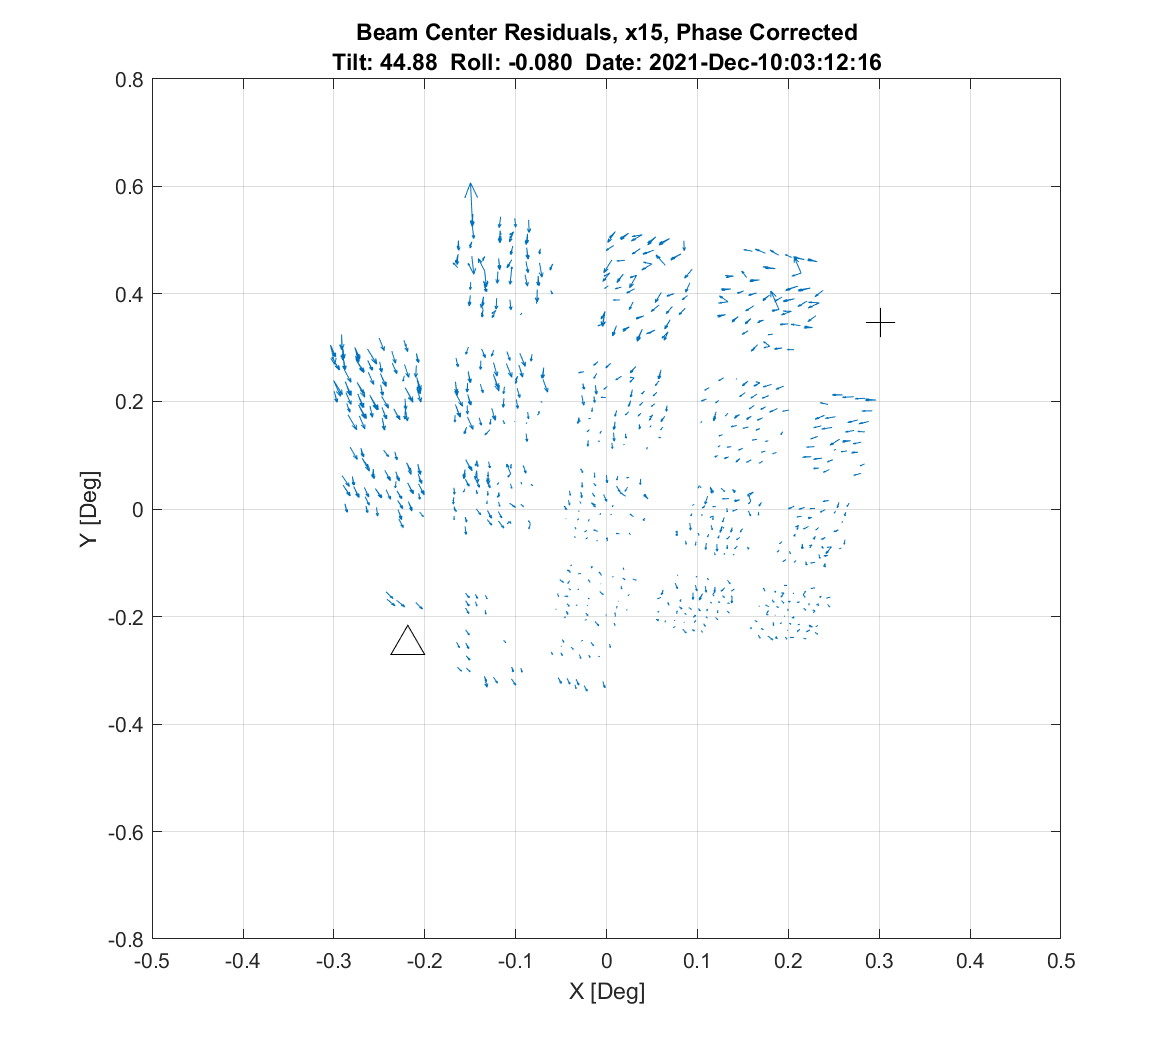 Beam Center Residuals, x15, Phase Corrected
Tilt: 44.88 Roll: -0.080 Date: 2021-Dec-10:03:12:16
0.8
0.6
0.4
0.2
0
-0.2
-0.4
-0.6
-0.8
Y [Deg]
-0.5 -0.4 -0.3 -0.2 -0.1 0 0.1 0.2 0.3 0.4 0.5
X [Deg]